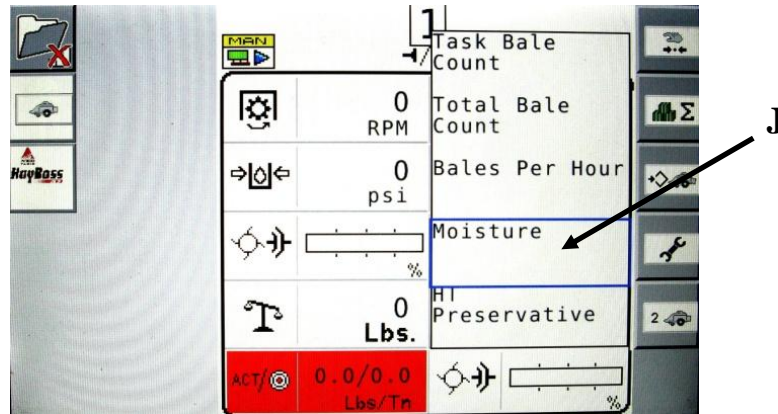 1
MAN
Task Bale
Count
0
RPM
Total Bale
Count
Σ
J
HayBoss
0
psi
Bales Per Hour
Moisture
%
0
Lbs.
HT
Preservative
2
ACT/
0.0/0.0
Lbs/Tn
%